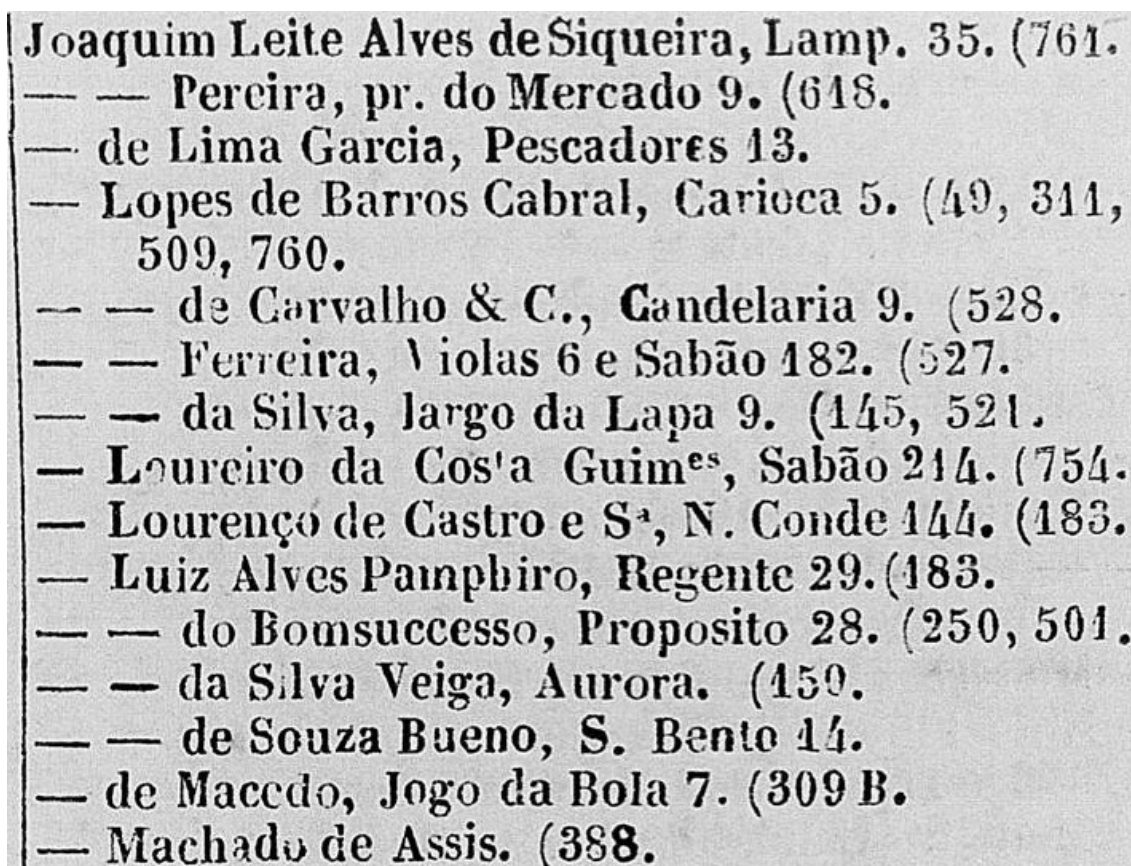 Joaquim Leite Alves de Siqueira, Lamp. 35. (761.
— — Pereira, pr. do Mercado 9. (618.
— de Lima Garcia, Pescadores 13.
— Lopes de Barros Cabral, Carioca 5. (49, 311,
509, 760.
— — de Carvalho & C., Candelaria 9. (528.
— — Ferreira, Violas 6 e Sabão 182. (527.
— — da Silva, largo da Lapa 9. (145, 521.
— Loureiro da Costa Guimes, Sabão 214. (754.
— Lourenço de Castro e Sª, N. Conde 144. (183.
— Luiz Alves Pamphiro, Regente 29. (183.
— — do Bomsuccesso, Proposito 28. (250, 501.
— — da Silva Veiga, Aurora. (150.
— — de Souza Bueno, S. Bento 14.
— de Macedo, Jogo da Bola 7. (309 B.
— Machado de Assis. (388.